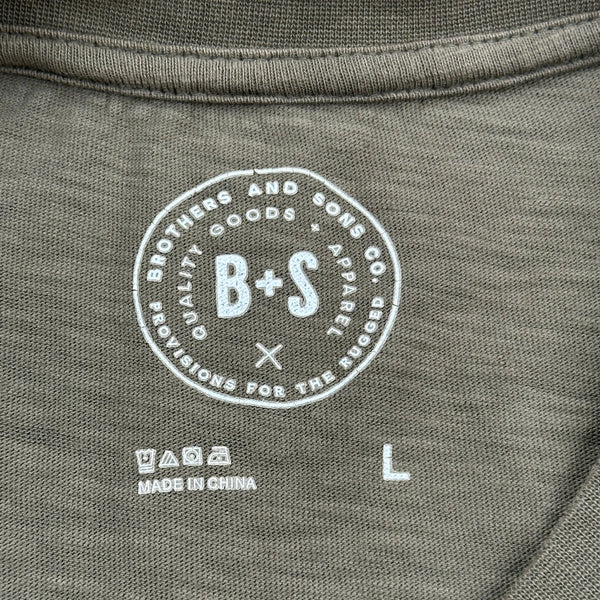 BROTHERS AND SONS CO.
QUALITY GOODS + APPAREL
B+S
PROVISIONS FOR THE RUGGED
MADE IN CHINA
L